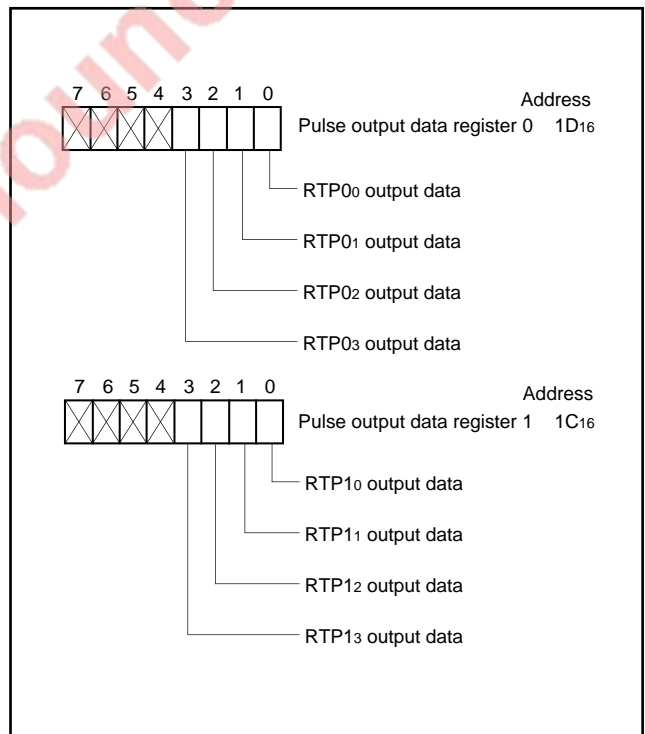 7 6 5 4 3 2 1 0
Address
Pulse output data register 0 1D16
RTP00 output data
RTP01 output data
RTP02 output data
RTP03 output data
7 6 5 4 3 2 1 0
Address
Pulse output data register 1 1C16
RTP10 output data
RTP11 output data
RTP12 output data
RTP13 output data